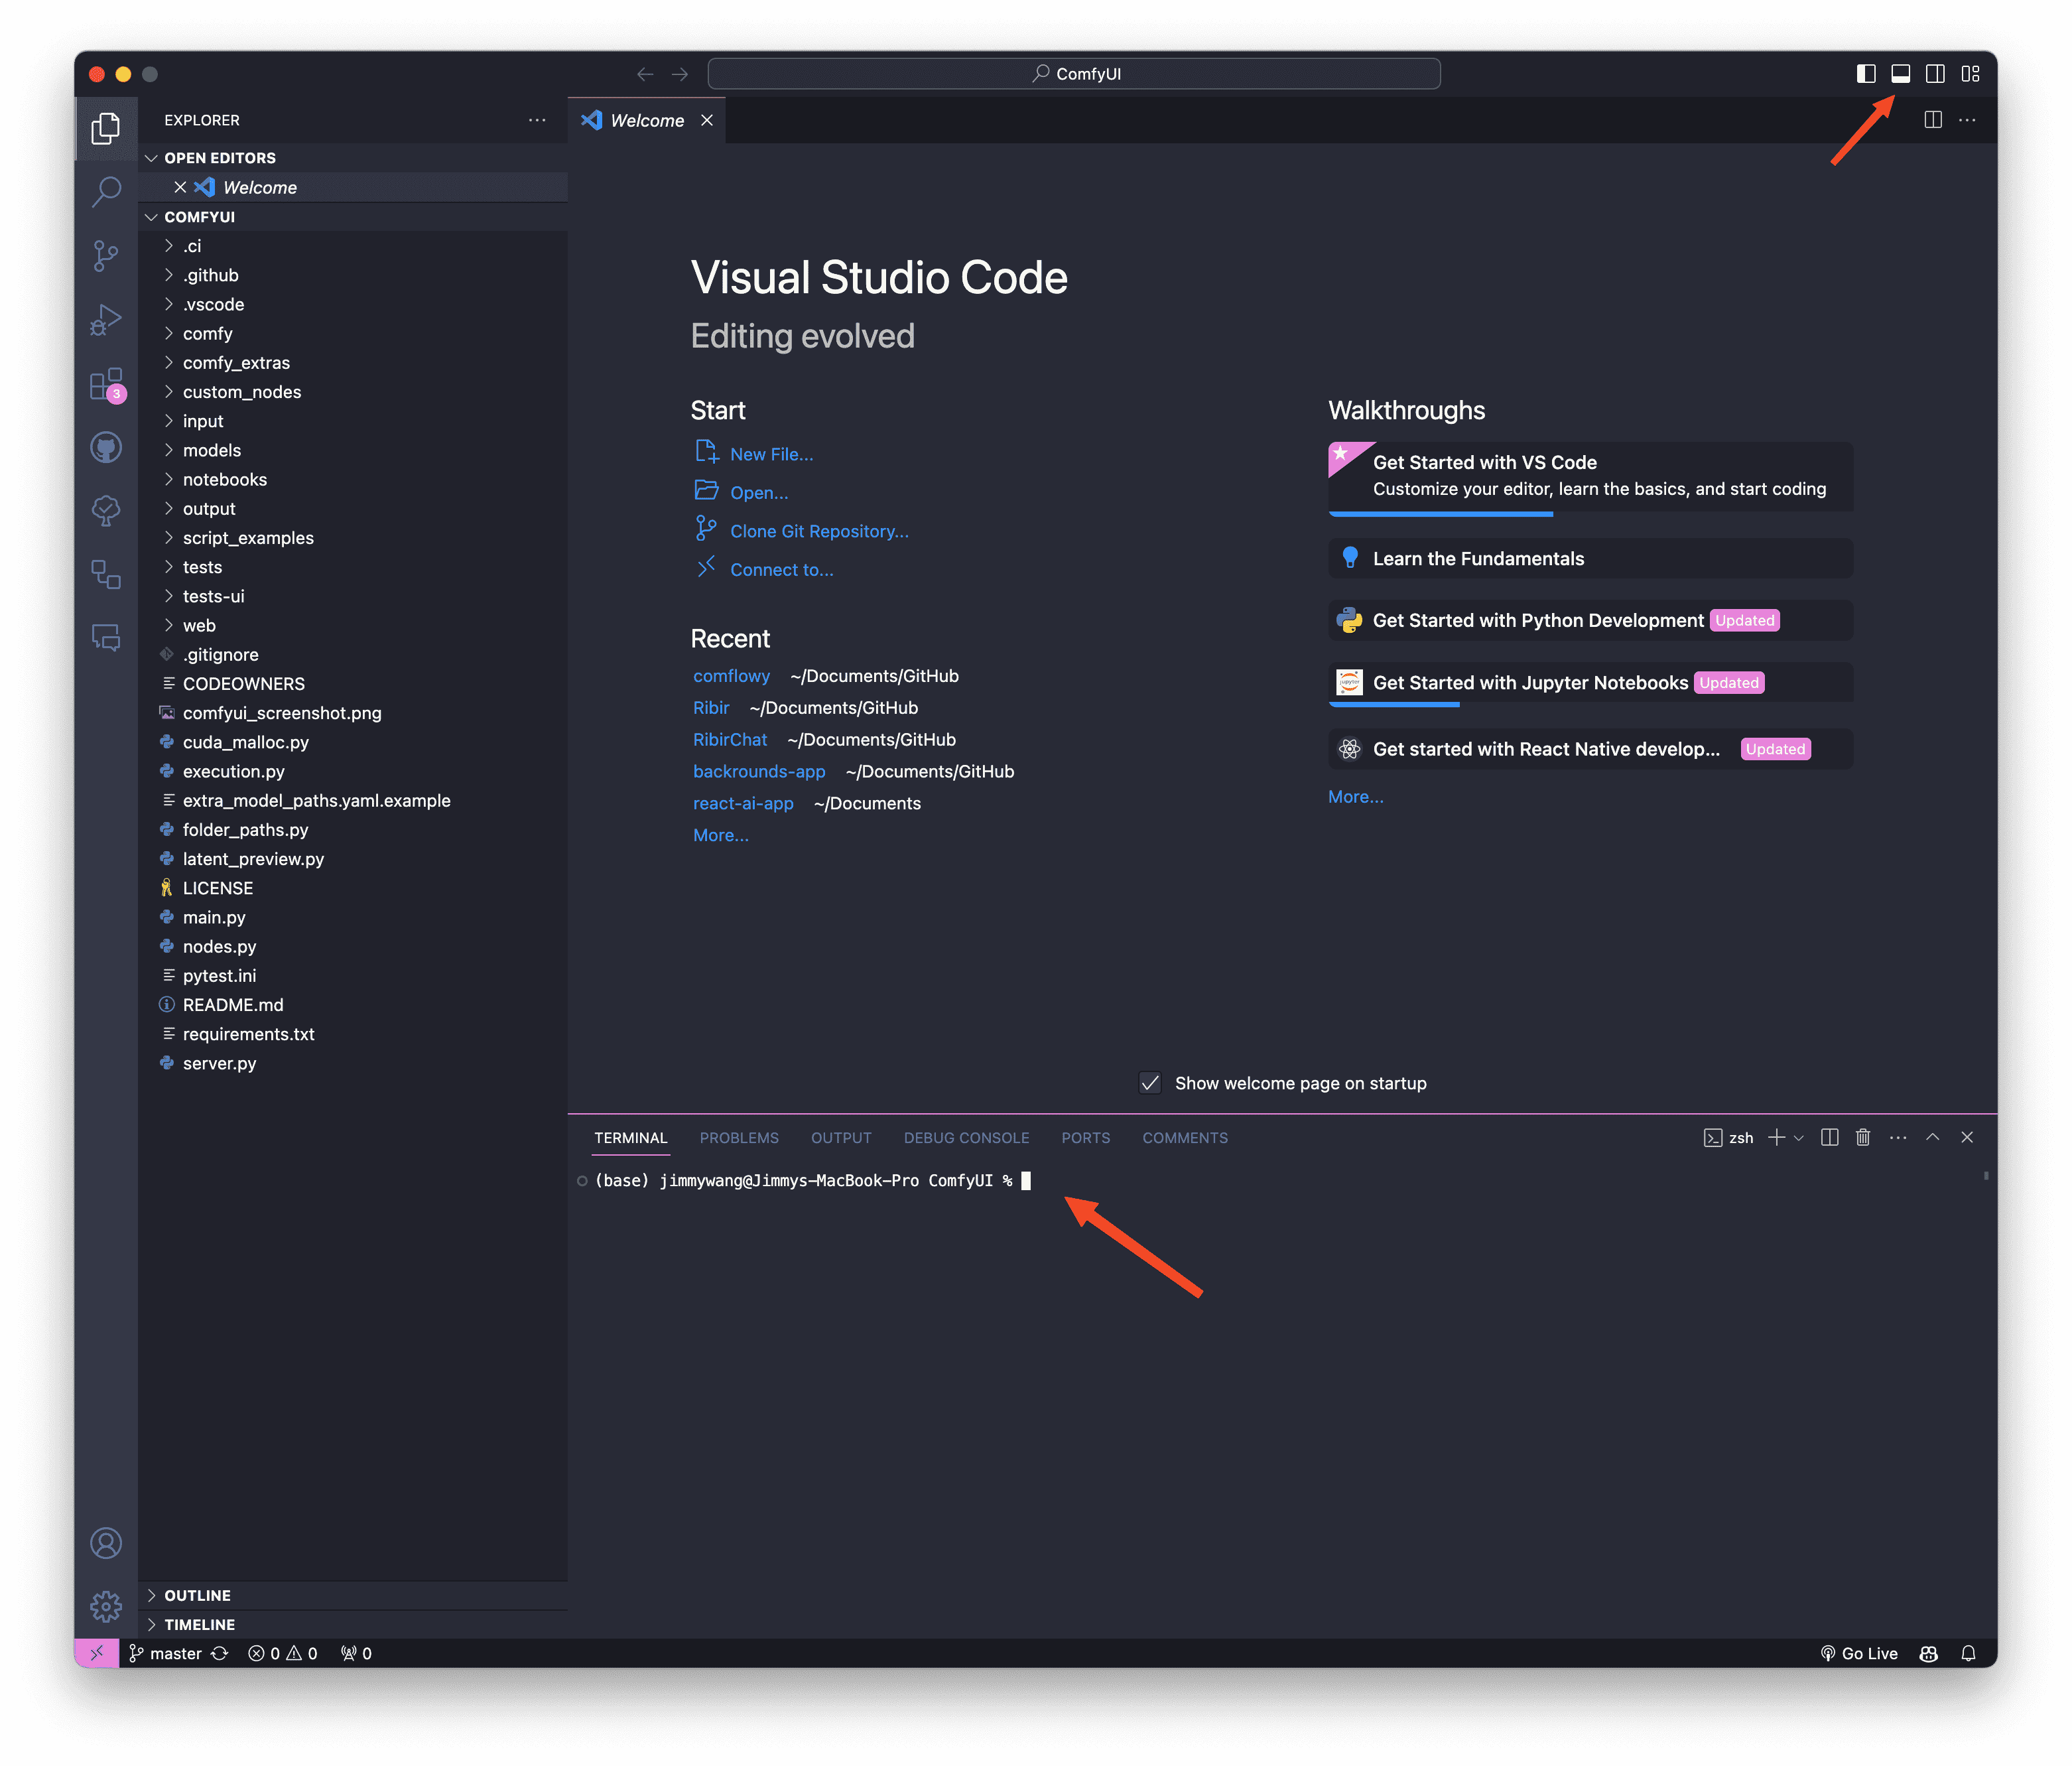 ComfyUI
EXPLORER
Welcome
OPEN EDITORS
Welcome
COMFYUI
.ci
.github
.vscode
comfy
comfy_extras
custom_nodes
input
models
notebooks
output
script_examples
tests
tests-ui
web
.gitignore
CODEOWNERS
comfyui_screenshot.png
cuda_malloc.py
execution.py
extra_model_paths.yaml.example
folder_paths.py
latent_preview.py
LICENSE
main.py
nodes.py
pytest.ini
README.md
requirements.txt
server.py
OUTLINE
TIMELINE
3
Visual Studio Code
Editing evolved
Start
New File...
Open...
Clone Git Repository...
Connect to...
Recent
comflowy ~/Documents/GitHub
Ribir ~/Documents/GitHub
RibirChat ~/Documents/GitHub
backrounds-app ~/Documents/GitHub
react-ai-app ~/Documents
More...
Walkthroughs
Get Started with VS Code
Customize your editor, learn the basics, and start coding
Learn the Fundamentals
Get Started with Python Development Updated
jupyter
Get Started with Jupyter Notebooks Updated
Get started with React Native develop... Updated
More...
Show welcome page on startup
TERMINAL PROBLEMS OUTPUT DEBUG CONSOLE PORTS COMMENTS zsh
(base) jimmywang@Jimmys-MacBook-Pro ComfyUI %
master 0 0 0 Go Live